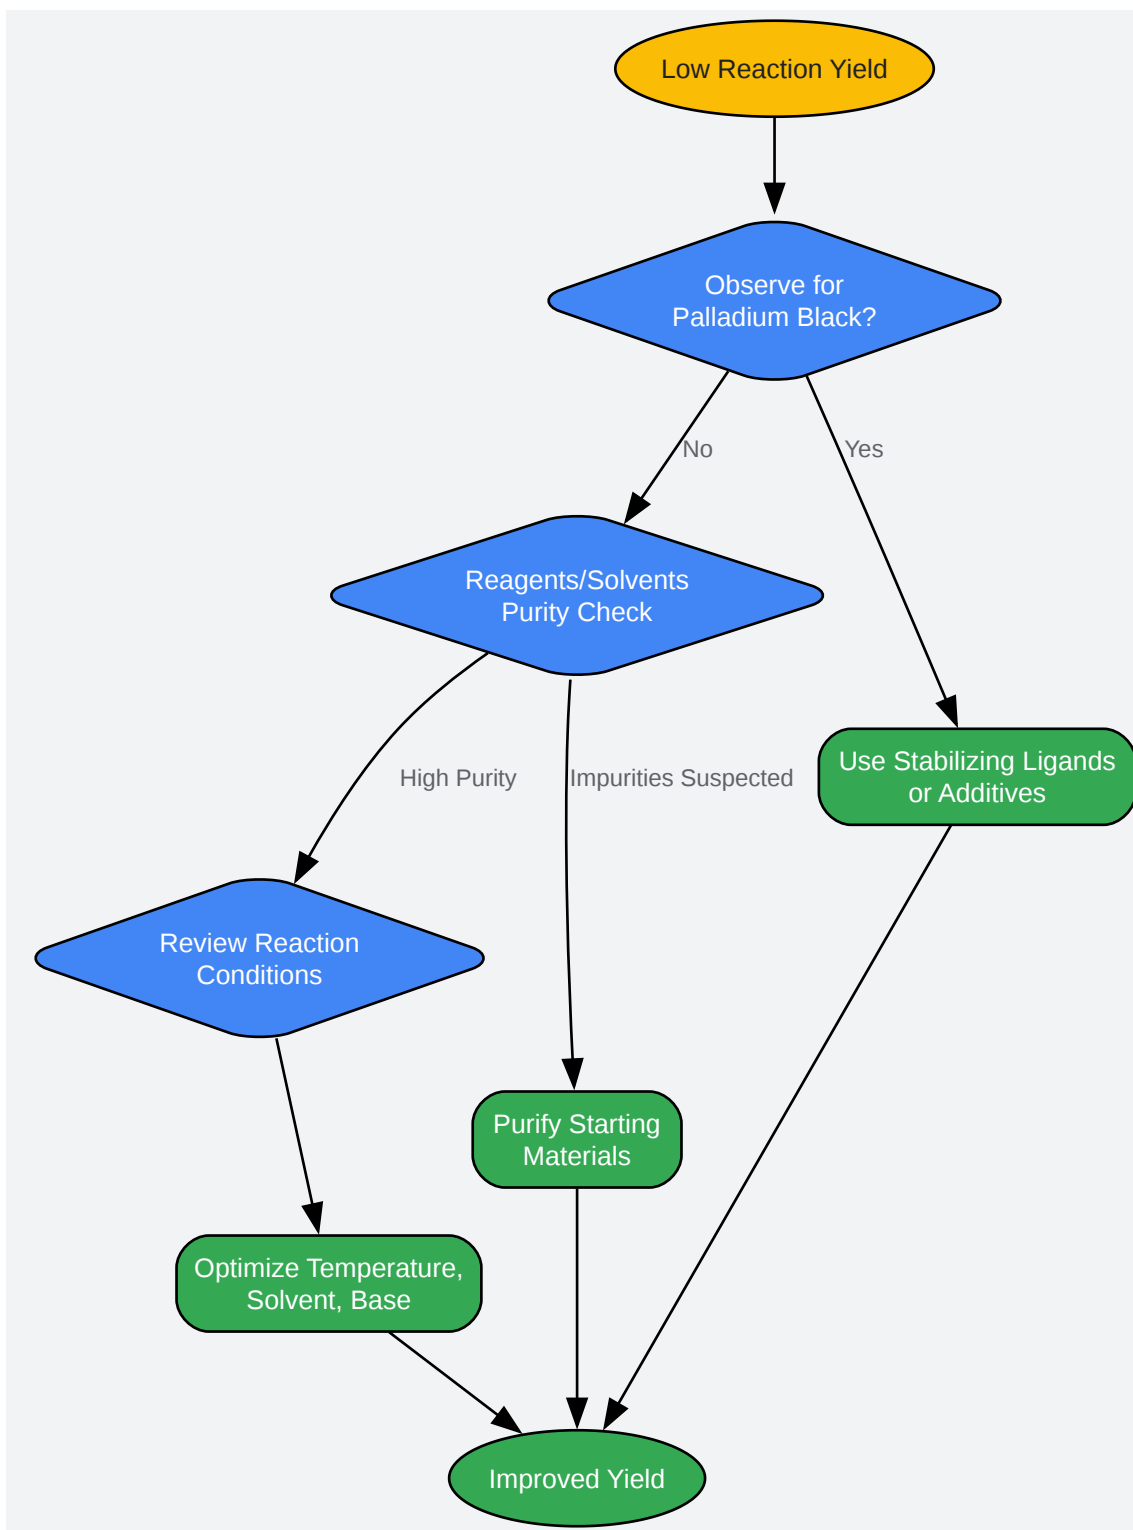 Low Reaction Yield
Observe for
Palladium Black?
No
Yes
Reagents/Solvents
Purity Check
Use Stabilizing Ligands
or Additives
High Purity
Impurities Suspected
Review Reaction
Conditions
Purify Starting
Materials
Optimize Temperature,
Solvent, Base
Improved Yield